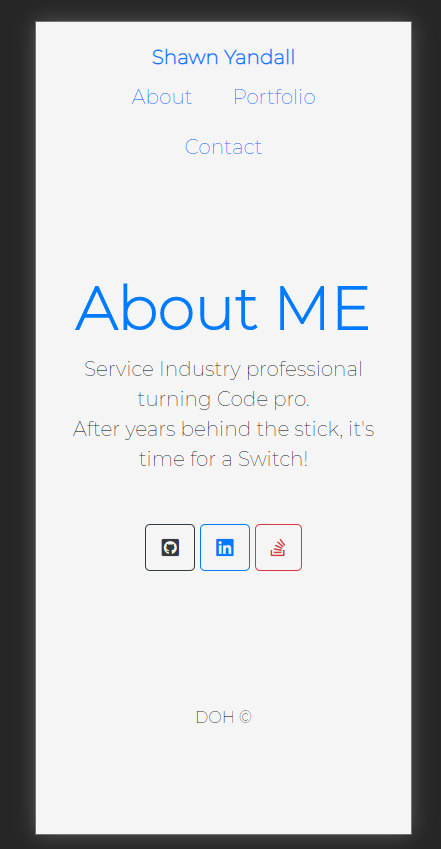 Shawn Yandall
About Portfolio
Contact
About ME
Service Industry professional
turning Code pro.
After years behind the stick, it's
time for a Switch!
in
DOH ©